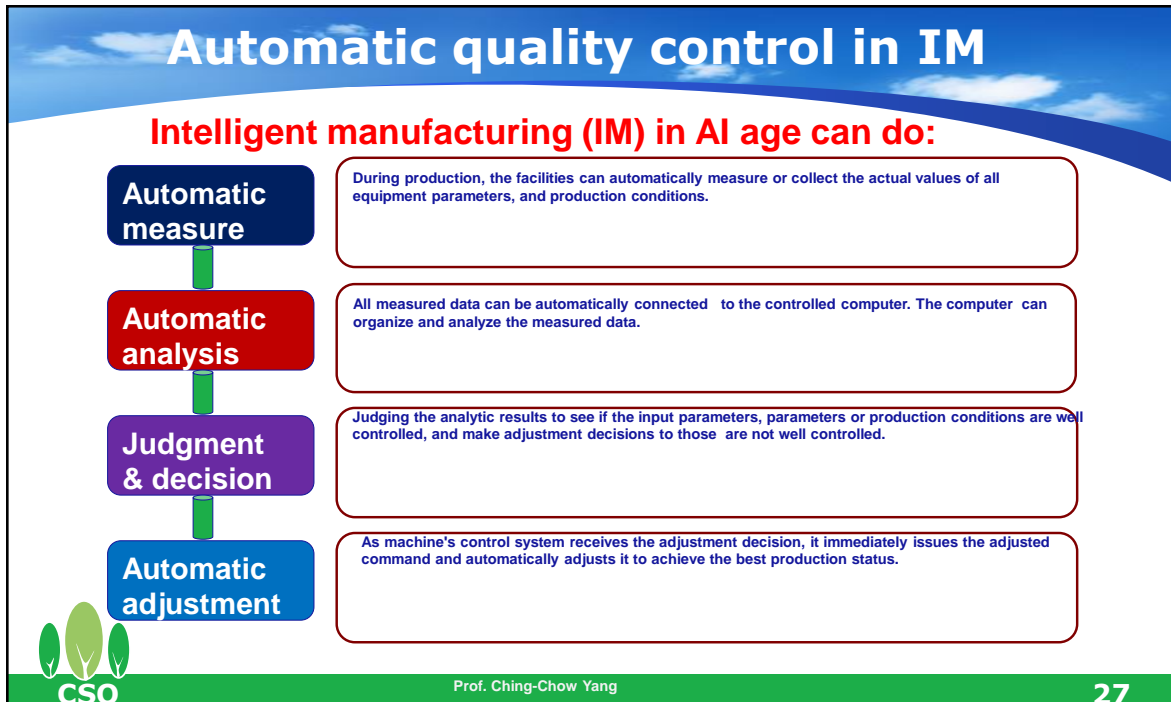 Automatic quality control in IM
Intelligent manufacturing (IM) in AI age can do:
Automatic
measure
During production, the facilities can automatically measure or collect the actual values of all
equipment parameters, and production conditions.
Automatic
analysis
All measured data can be automatically connected to the controlled computer. The computer can
organize and analyze the measured data.
Judgment
& decision
Judging the analytic results to see if the input parameters, parameters or production conditions are well
controlled, and make adjustment decisions to those are not well controlled.
Automatic
adjustment
As machine's control system receives the adjustment decision, it immediately issues the adjusted
command and automatically adjusts it to achieve the best production status.
CSQ
Prof. Ching-Chow Yang
27